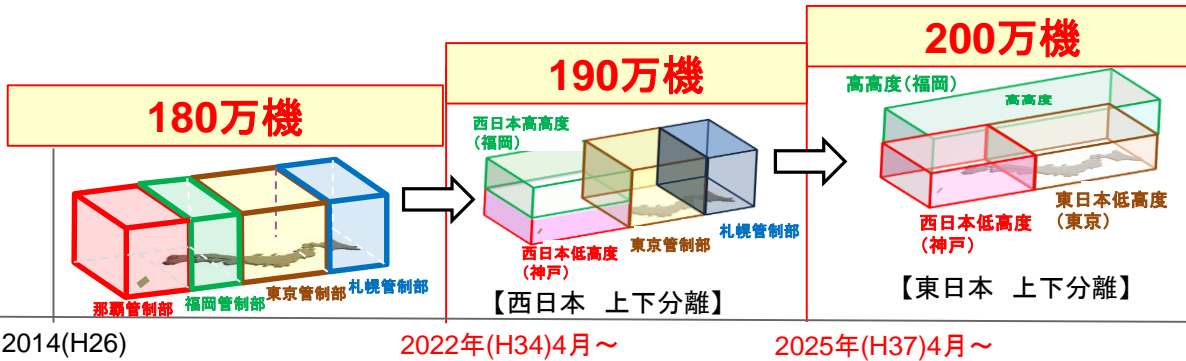 180万機
那覇管制部
福岡管制部
東京管制部
札幌管制部
2014(H26)
190万機
西日本高高度
(福岡)
西日本低高度
(神戸)
東京管制部
札幌管制部
【西日本 上下分離】
2022年(H34)4月~
200万機
高高度(福岡)
高高度
西日本低高度
(神戸)
東日本低高度
(東京)
【東日本 上下分離】
2025年(H37)4月~